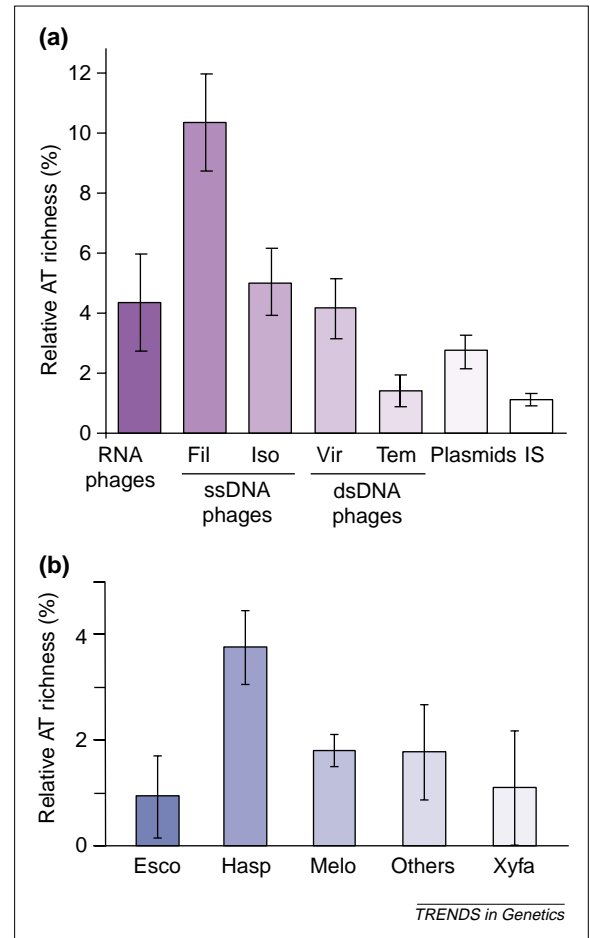 (a)
Relative AT richness (%)
12
10
8
6
4
2
0
RNA phages
Fil
Iso
Vir
Tem
Plasmids
IS
ssDNA phages
dsDNA phages
(b)
Relative AT richness (%)
4
2
0
Esco
Hasp
Melo
Others
Xyfa
TRENDS in Genetics